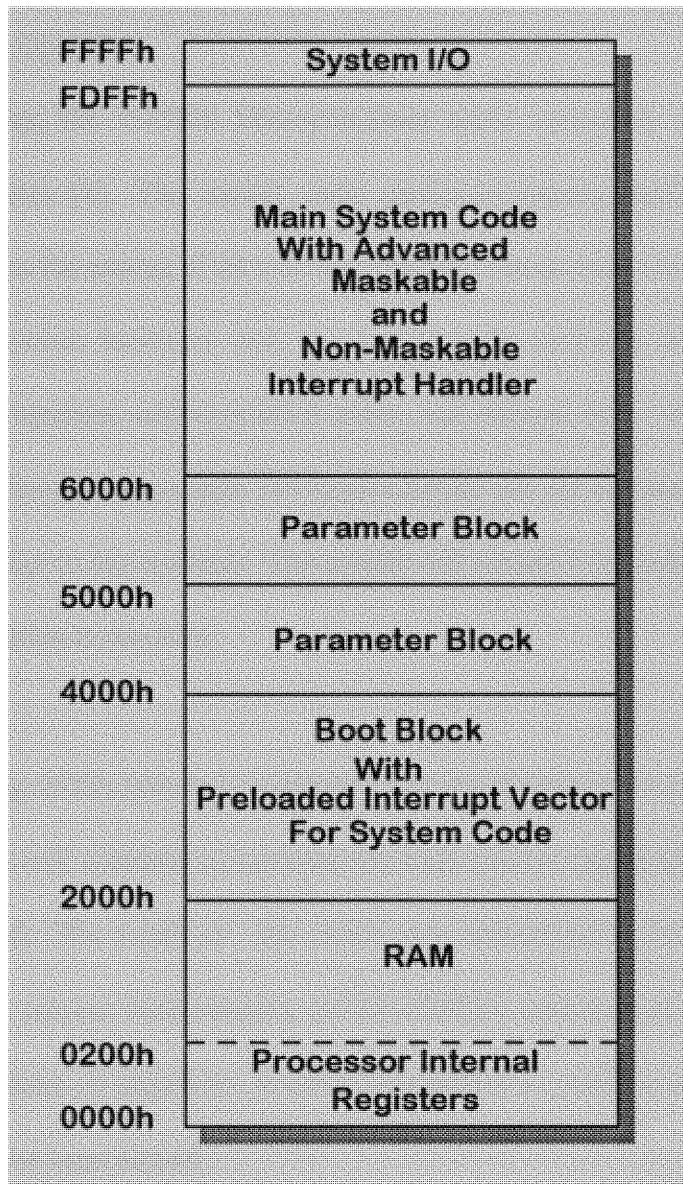 FFFFh
System I/O
FDFFh
Main System Code
With Advanced
Maskable
and
Non-Maskable
Interrupt Handler
6000h
Parameter Block
5000h
Parameter Block
4000h
Boot Block
With
Preloaded Interrupt Vector
For System Code
2000h
RAM
0200h
Processor Internal
Registers
0000h